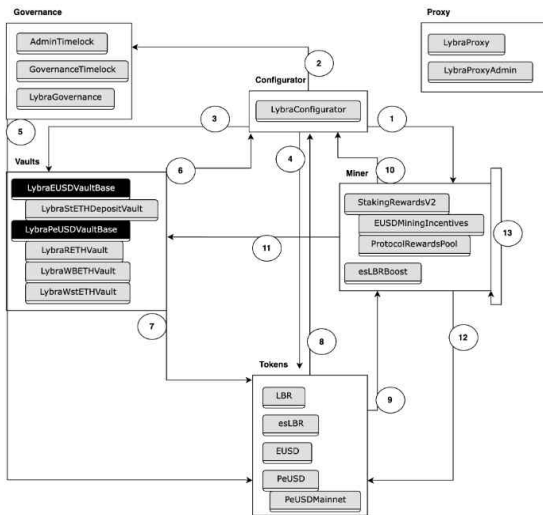 Governance
AdminTimelock
GovernanceTimelock
LybraGovernance
Proxy
LybraProxy
LybraProxyAdmin
2
Configurator
LybraConfigurator
5
3
4
1
Vaults
6
LybraEUSDVaultBase
LybraStETHDepositVault
LybraPeUSDVaultBase
LybraRETHVault
LybraWBETHVault
LybraWstETHVault
10
Miner
StakingRewardsV2
EUSDMiningIncentives
ProtocolRewardsPool
esLBRBoost
11
13
7
8
12
9
Tokens
LBR
esLBR
EUSD
PeUSD
PeUSDMainnet